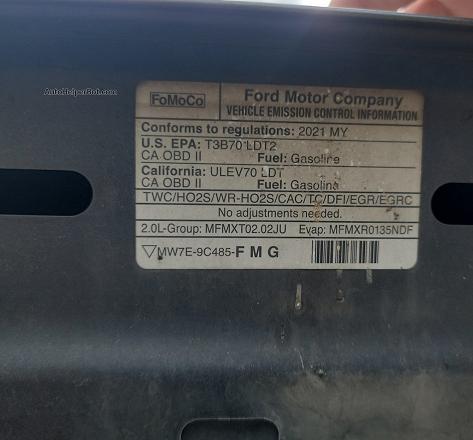 AutoHelperBot.com
FoMoCo
Ford Motor Company
VEHICLE EMISSION CONTROL INFORMATION
Conforms to regulations: 2021 MY
U.S. EPA: T3B70 LDT2
CA OBD II Fuel: Gasoline
California: ULEV70 LDT
CA OBD II Fuel: Gasoline
TWC/HO2S/WR-HO2S/CAC/TC/DFI/EGR/EGRC
No adjustments needed.
2.0L-Group: MFMXT02.02JU Evap: MFMXR0135NDF
MW7E-9C485-FMG